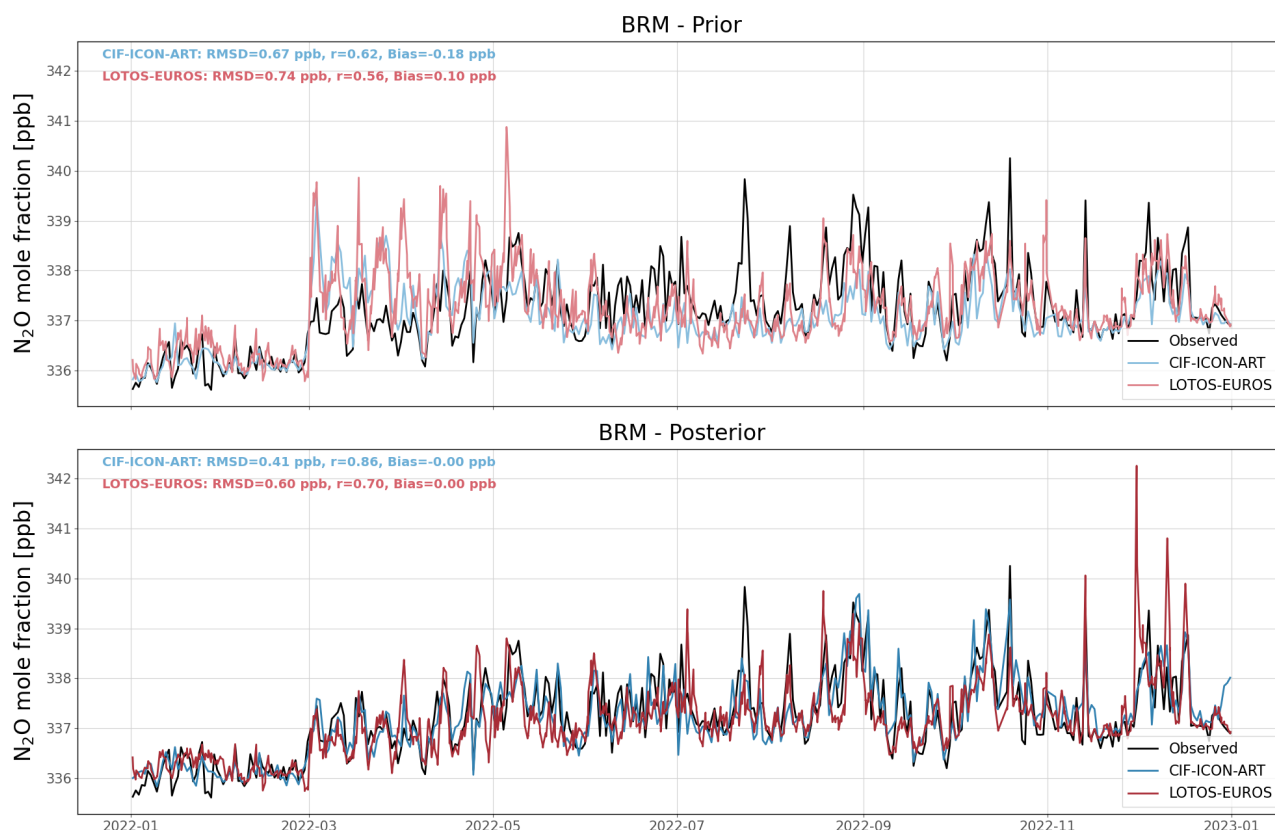 BRM - Prior
CIF-ICON-ART: RMSD=0.67 ppb, r=0.62, Bias=-0.18 ppb
LOTOS-EUROS: RMSD=0.74 ppb, r=0.56, Bias=0.10 ppb
N₂O mole fraction [ppb]
342
341
340
339
338
337
336
Observed
CIF-ICON-ART
LOTOS-EUROS
BRM - Posterior
CIF-ICON-ART: RMSD=0.41 ppb, r=0.86, Bias=-0.00 ppb
LOTOS-EUROS: RMSD=0.60 ppb, r=0.70, Bias=0.00 ppb
N₂O mole fraction [ppb]
342
341
340
339
338
337
336
Observed
CIF-ICON-ART
LOTOS-EUROS
2022-01 2022-03 2022-05 2022-07 2022-09 2022-11 2023-01